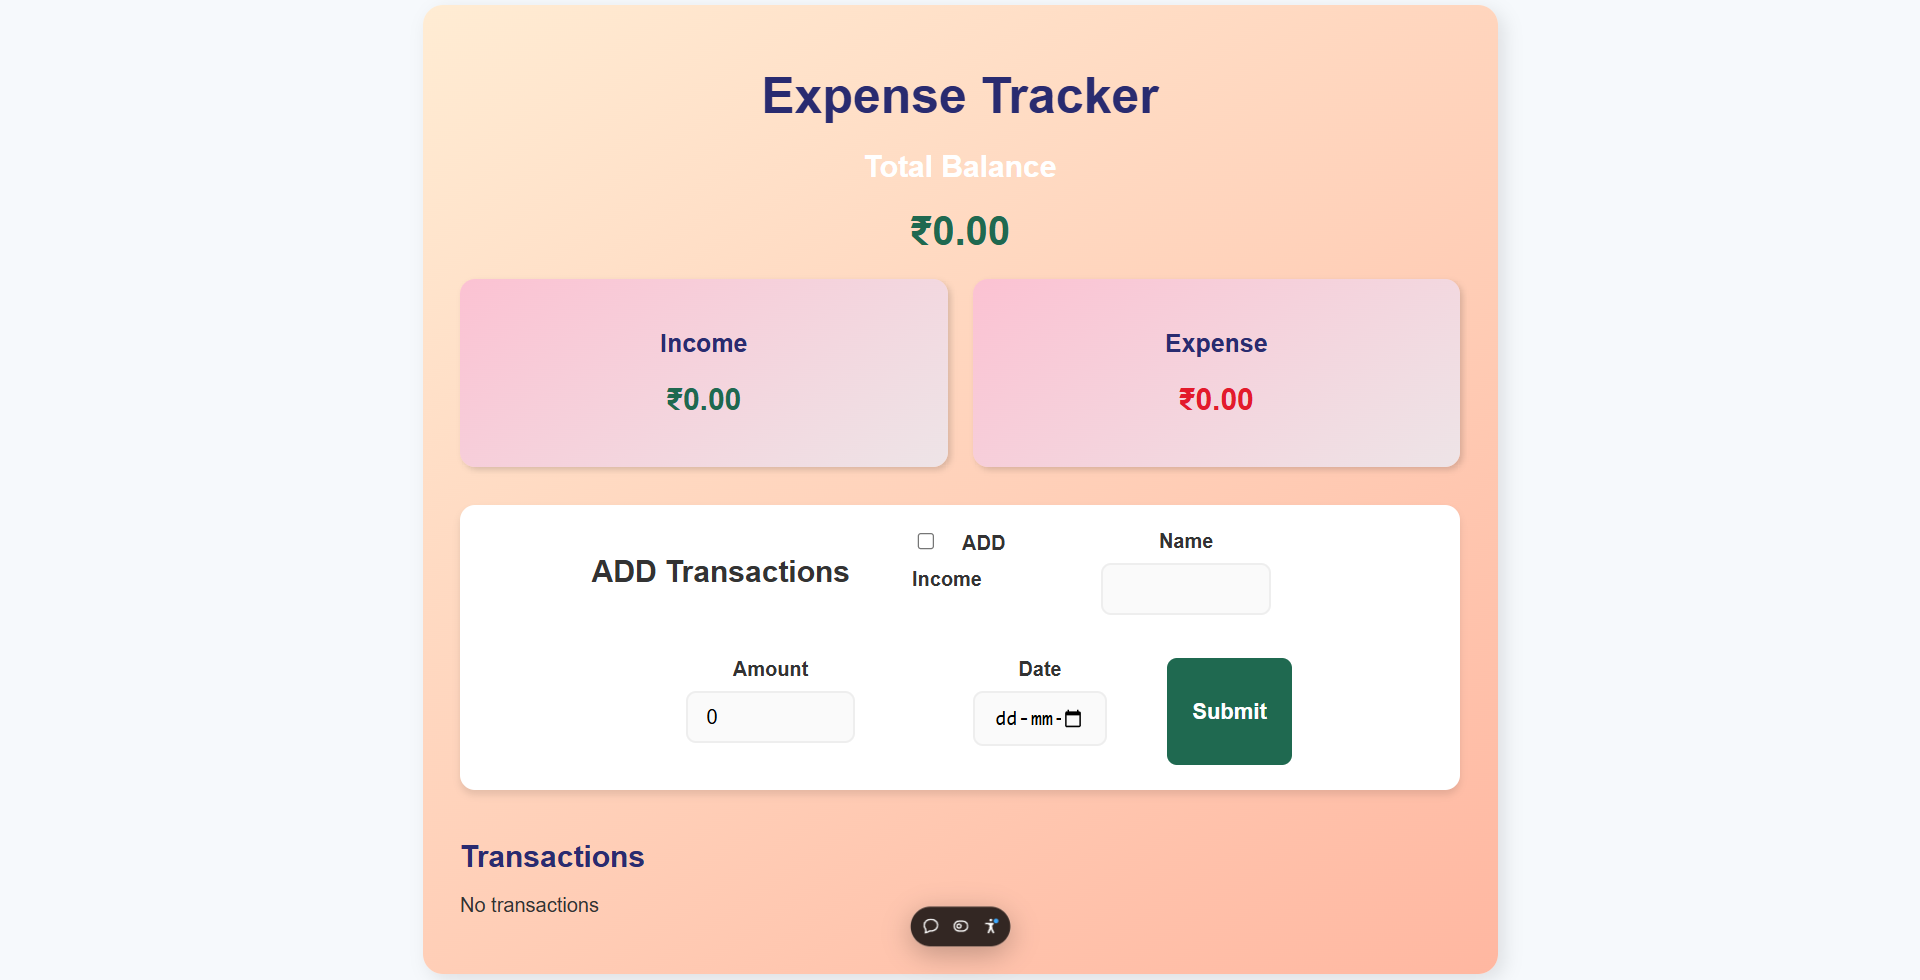 Expense Tracker
Total Balance
₹0.00
Income
₹0.00
Expense
₹0.00
ADD Transactions
ADD
Income
Name
Amount
0
Date
dd-mm-
Submit
Transactions
No transactions